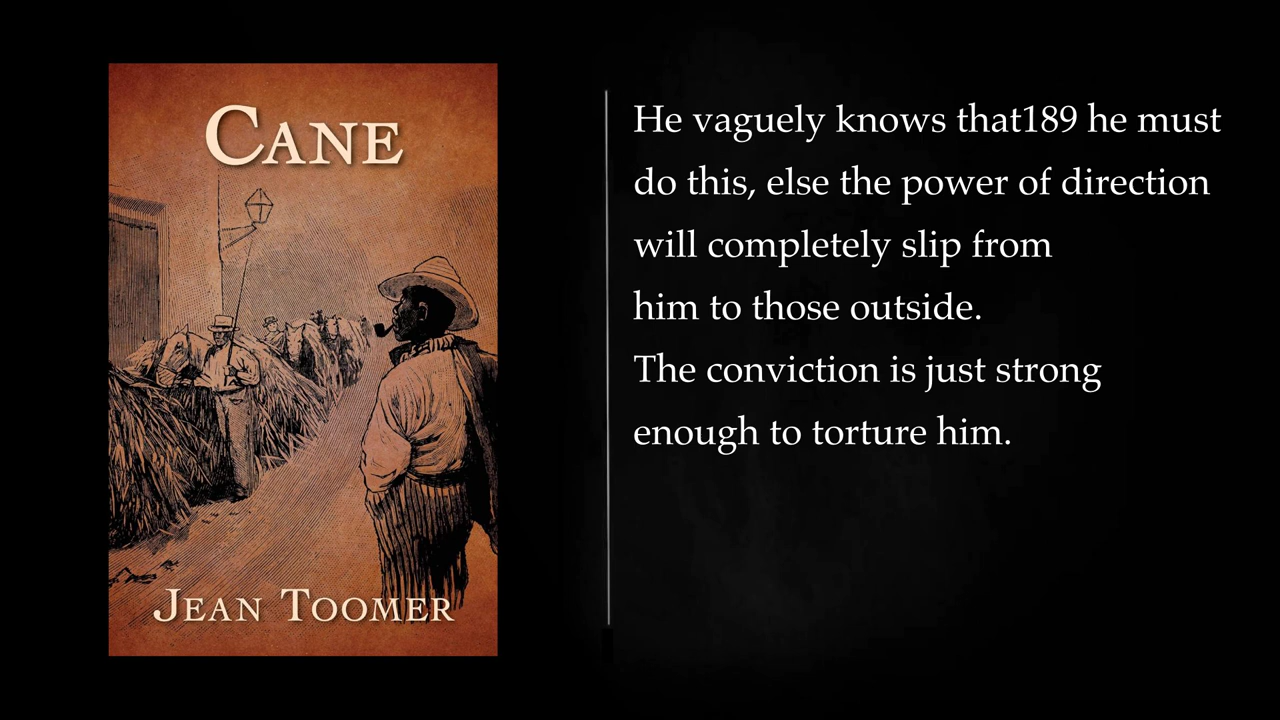 CANE
JEAN TOOMER
He vaguely knows that189 he must
do this, else the power of direction
will completely slip from
him to those outside.
The conviction is just strong
enough to torture him.